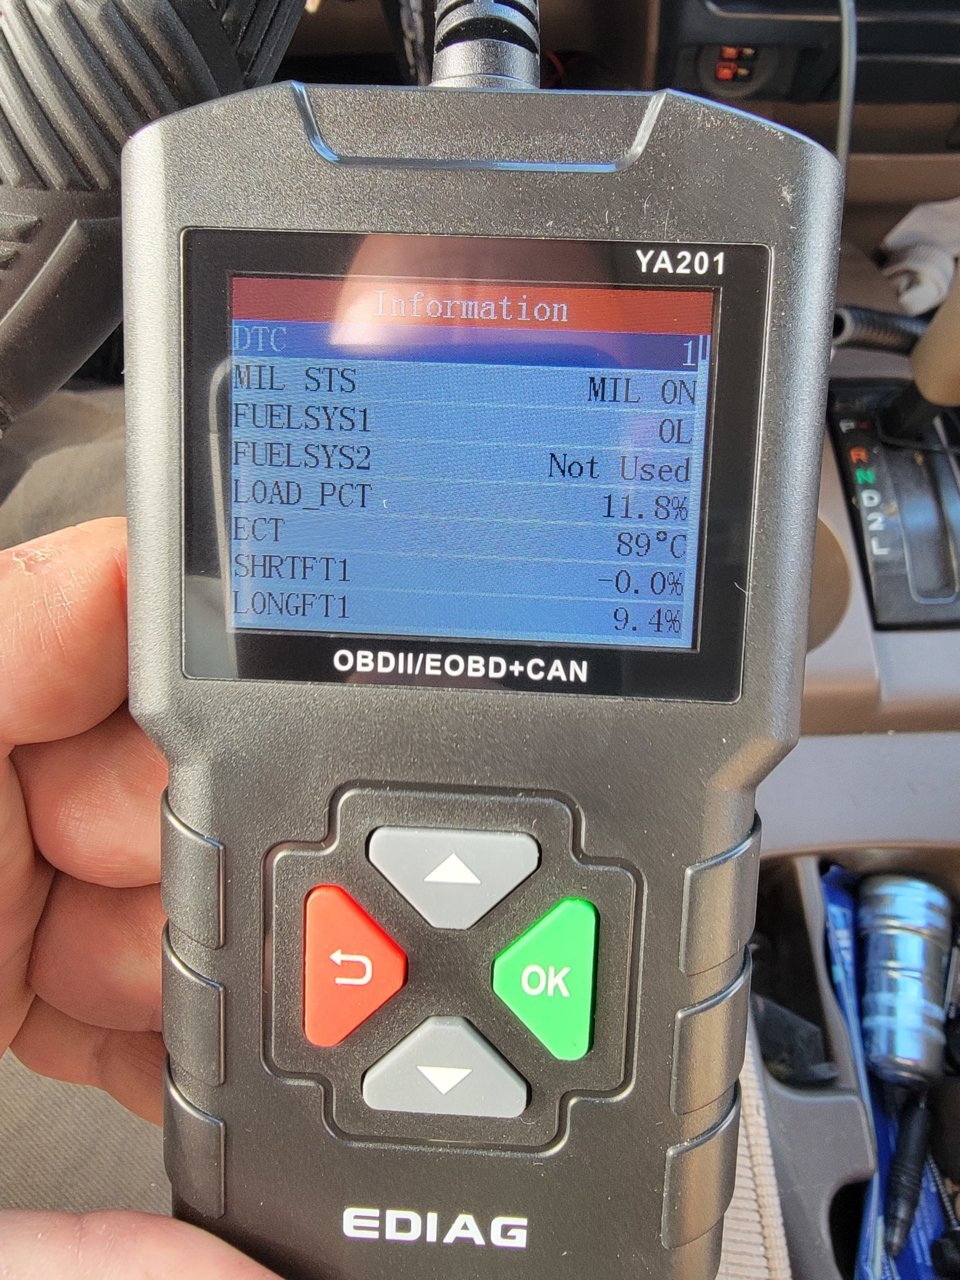 YA201
Information
DTC 1
MIL STS MIL ON
FUELSYS1 OL
FUELSYS2 Not Used
LOAD_PCT 11.8%
ECT 89°C
SHRTFT1 -0.0%
LONGFT1 9.4%
OBDII/EOBD+CAN
OK
EDIAG
P
R
N
D
2
L